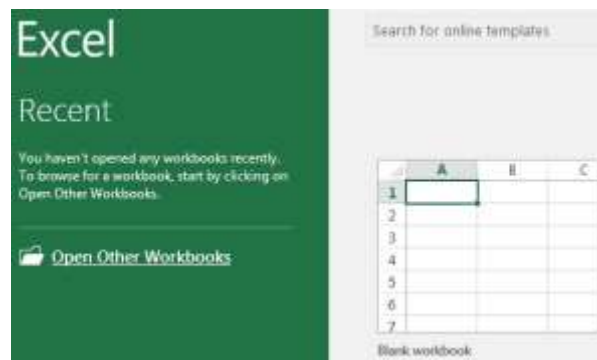 Excel
Search for online templates
Recent
You haven't opened any workbooks recently.
To browse for a workbook, start by clicking on
Open Other Workbooks.
Open Other Workbooks
A B C
1
2
3
4
5
6
7
Blank workbook